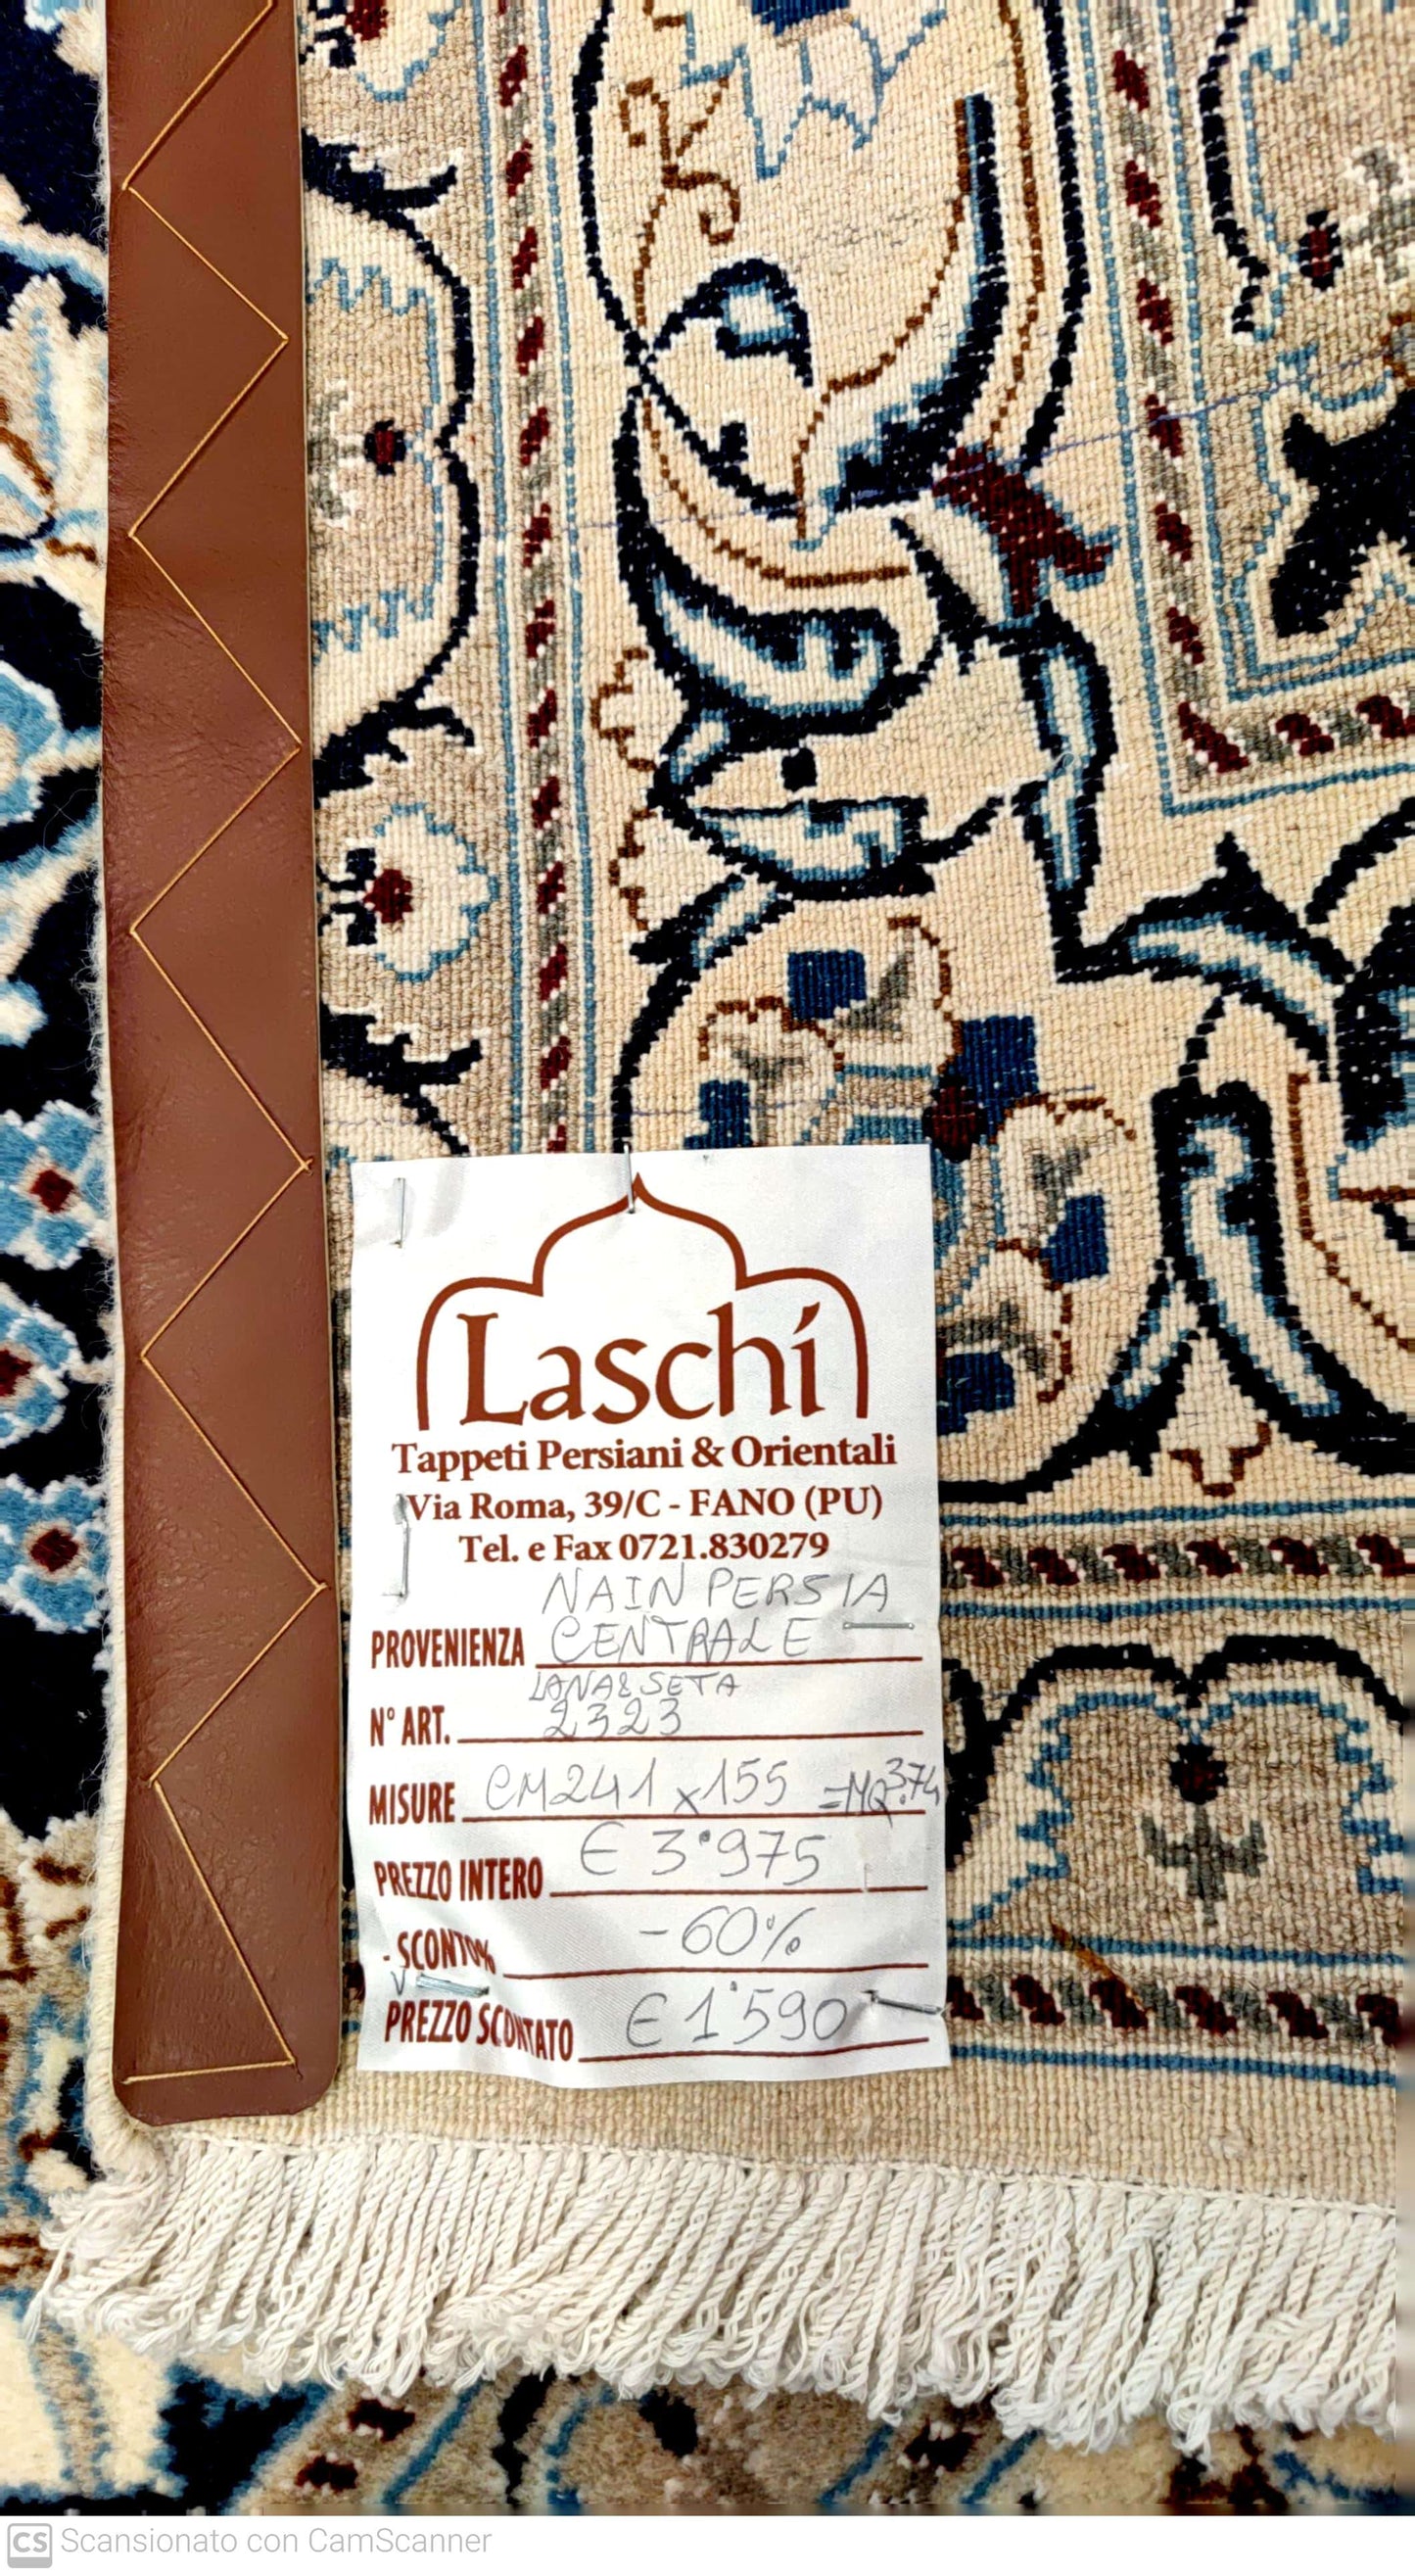 Laschi
Tappeti Persiani & Orientali
Via Roma, 39/C - FANO (PU)
Tel. e Fax 0721.830279
NAIN PERSIA
PROVENIENZA CENTRALE
LANA & SETA
N° ART. 2323
MISURE CM 241 x 155 = MQ 3.74
PREZZO INTERO € 3'975
- SCONTO% -60%
PREZZO SCONTATO € 1'590
CS Scansionato con CamScanner